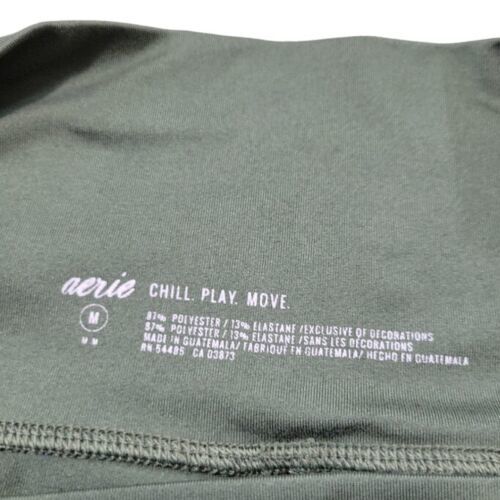 aerie CHILL. PLAY. MOVE.
M
M M
87% POLYESTER / 13% ELASTANE /EXCLUSIVE OF DECORATIONS
87% POLYESTER / 13% ELASTANE /SANS LES DÉCORATIONS
MADE IN GUATEMALA/ FABRIQUÉ EN GUATEMALA/ HECHO EN GUATEMALA
RN 54485 CA 03873